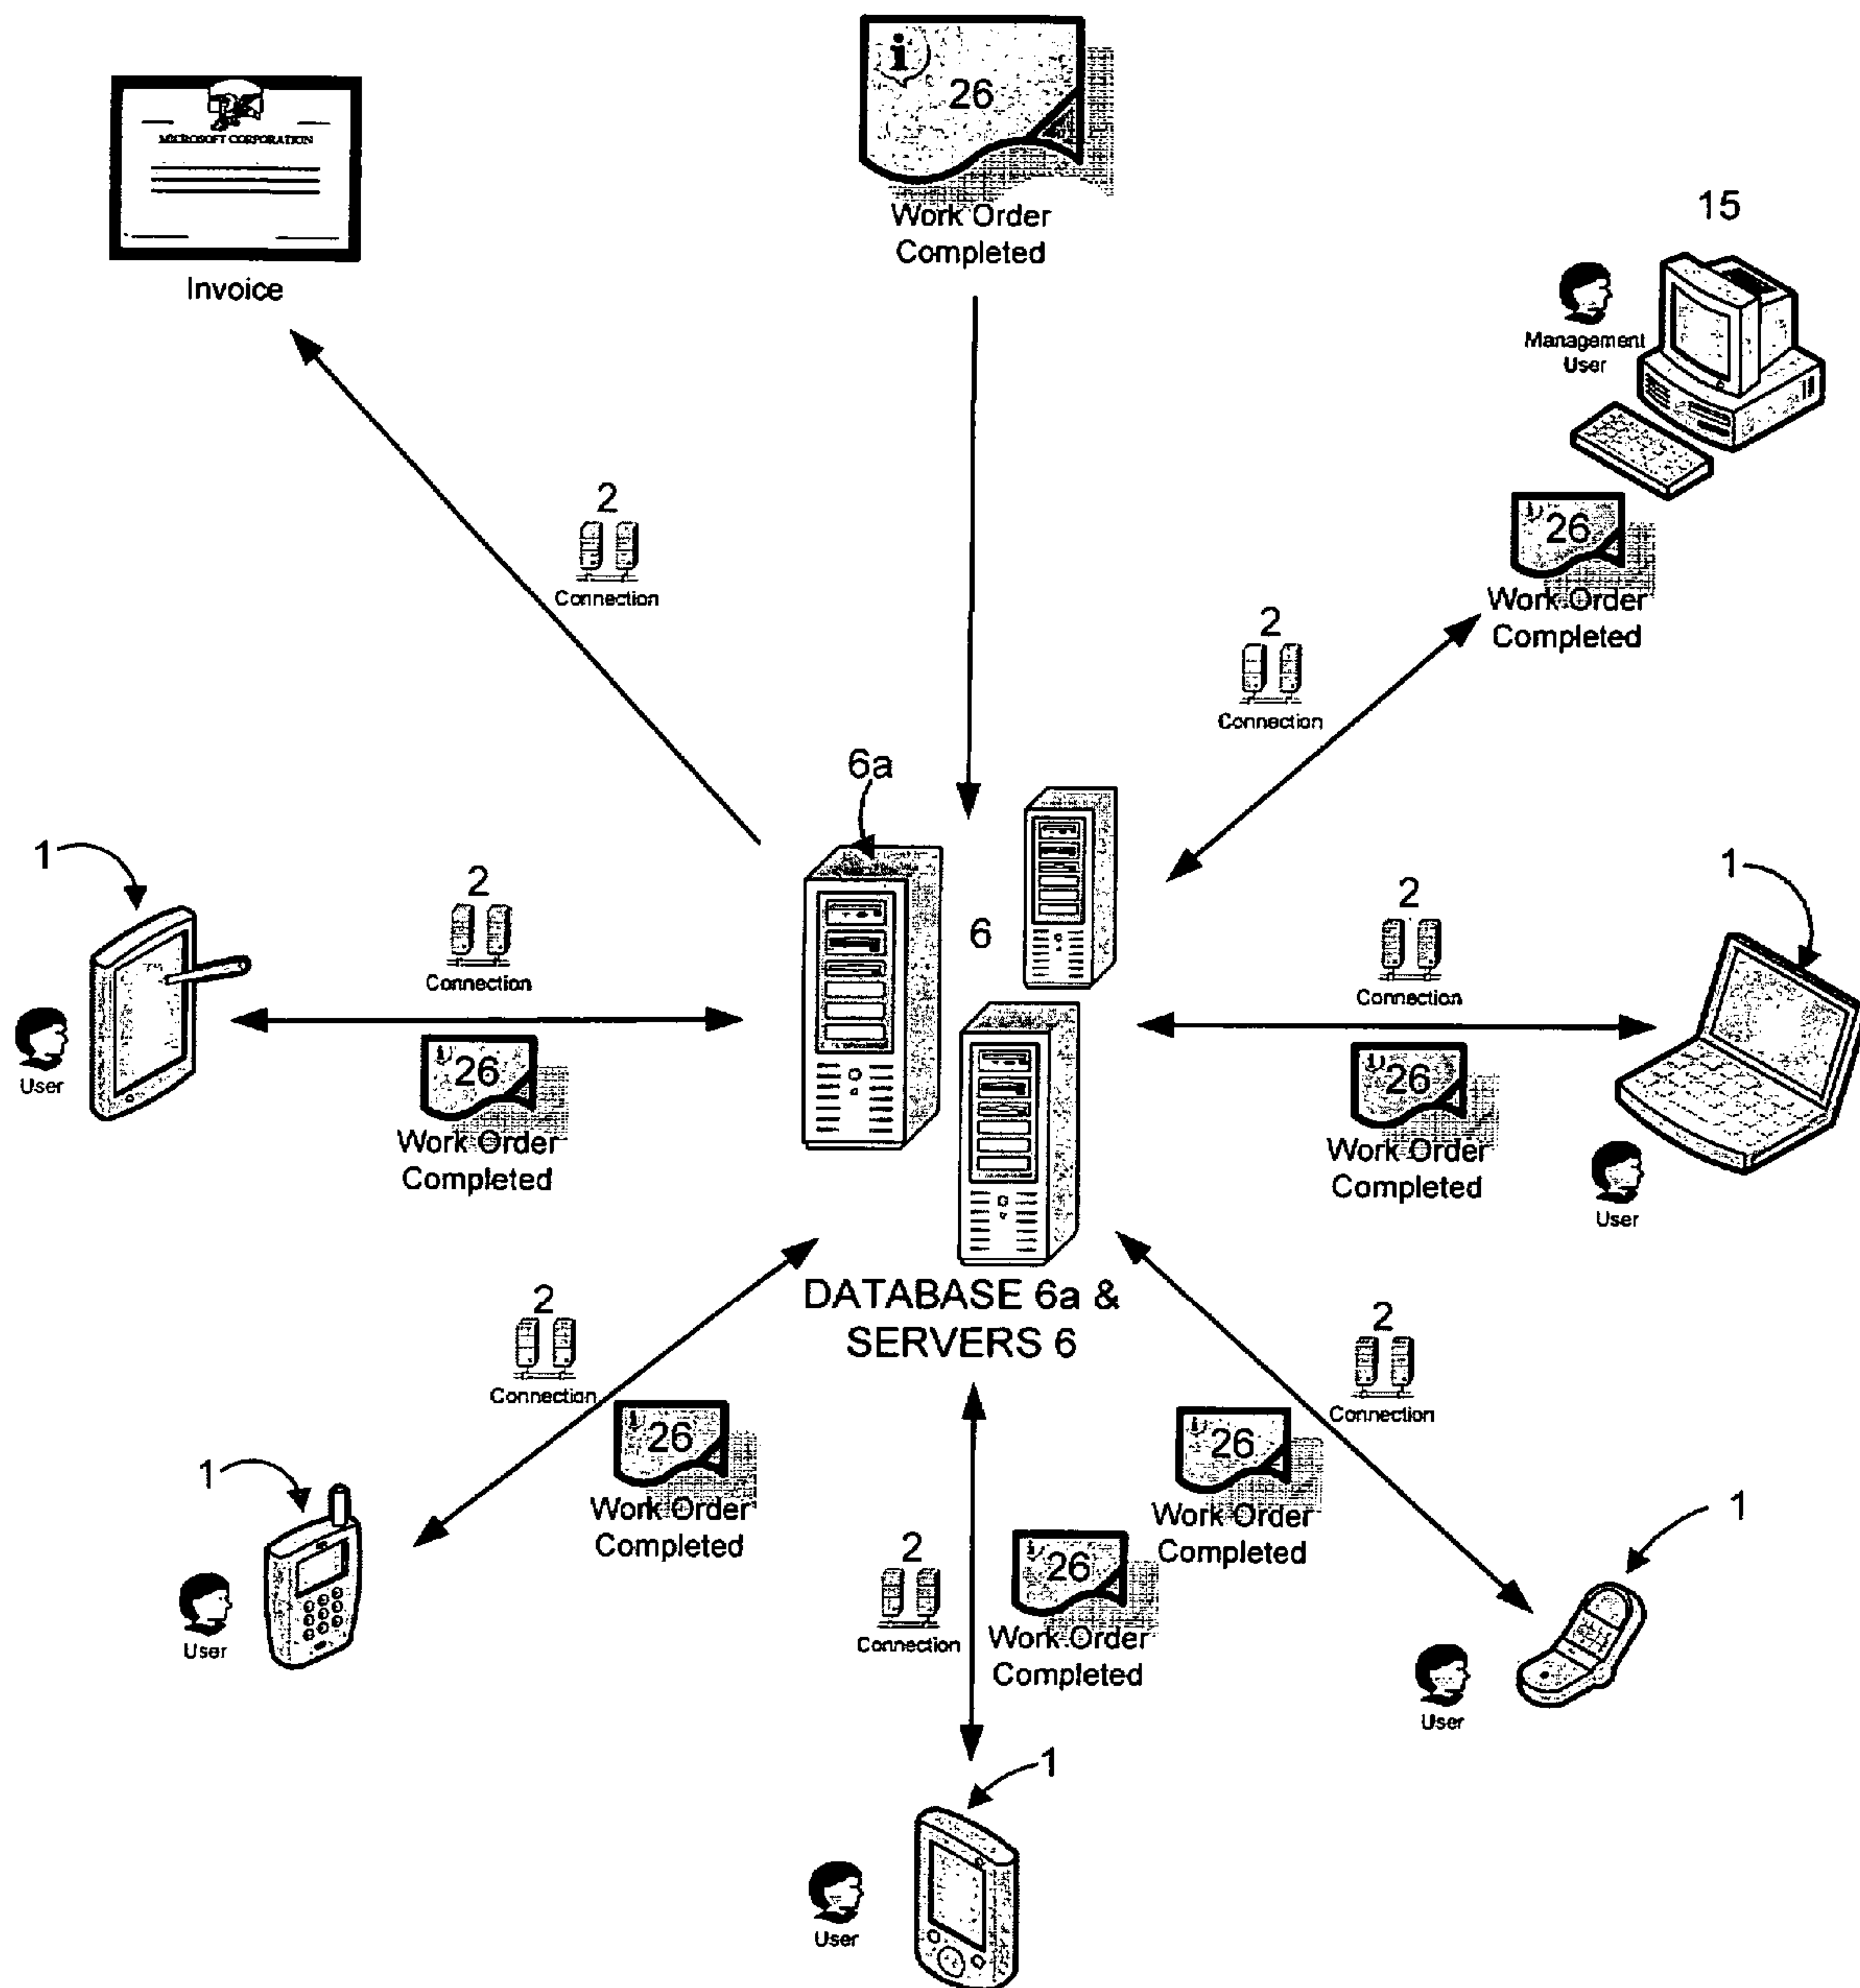 26
Work Order
Completed
MICROSOFT CORPORATION
Invoice
15
Management
User
2
Connection
26
Work Order
Completed
2
Connection
6a
6
1
2
Connection
User
26
Work Order
Completed
2
Connection
1
26
Work Order
Completed
User
DATABASE 6a &
SERVERS 6
2
Connection
26
Work Order
Completed
1
User
2
Connection
26
Work Order
Completed
1
User
2
Connection
26
Work Order
Completed
1
User